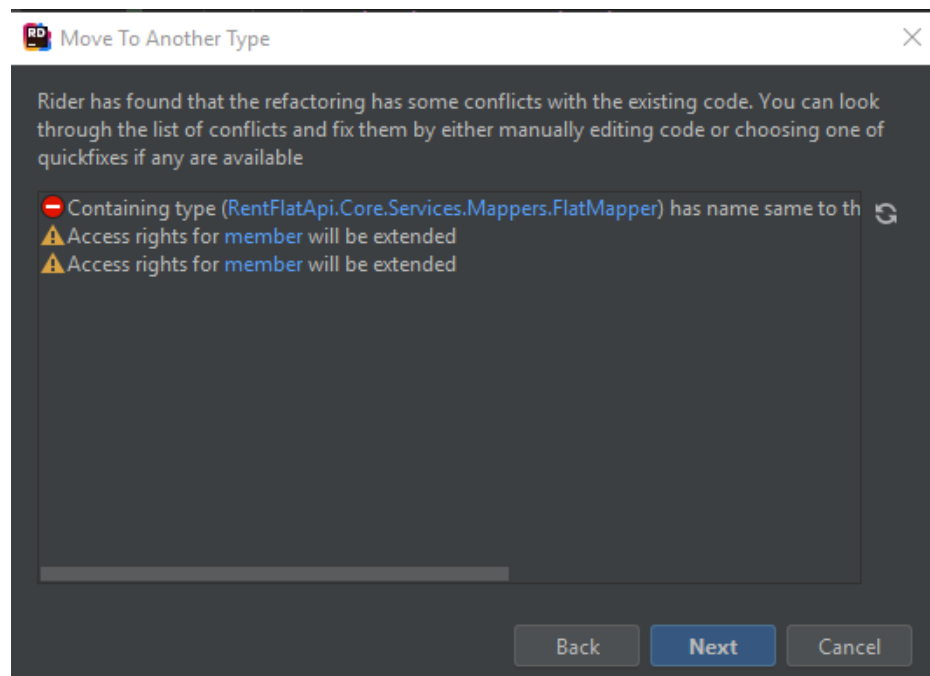 RD
Move To Another Type
Rider has found that the refactoring has some conflicts with the existing code. You can look
through the list of conflicts and fix them by either manually editing code or choosing one of
quickfixes if any are available
Containing type (RentFlatApi.Core.Services.Mappers.FlatMapper) has name same to th
Access rights for member will be extended
Access rights for member will be extended
Back Next Cancel